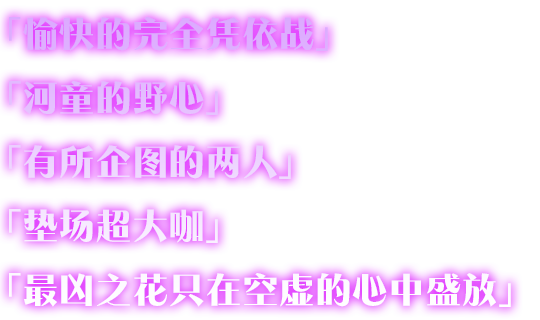 「愉快的完全凭依战」
「河童的野心」
「有所企图的两人」
「垫场超大咖」
「最凶之花只在空虚的心中盛放」